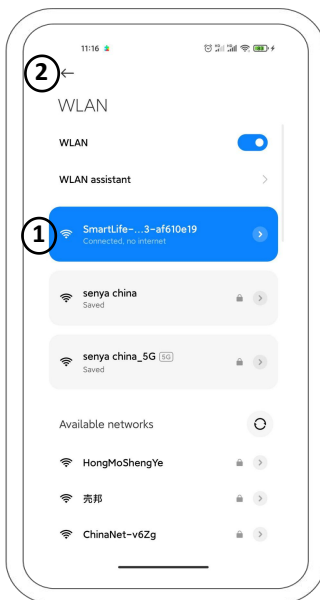 11:16
2
←
WLAN
WLAN
WLAN assistant
1
SmartLife-...3-af610e19
Connected, no internet
senya china
Saved
senya china_5G 5G
Saved
Available networks
HongMoShengYe
壳邦
ChinaNet-v6Zg